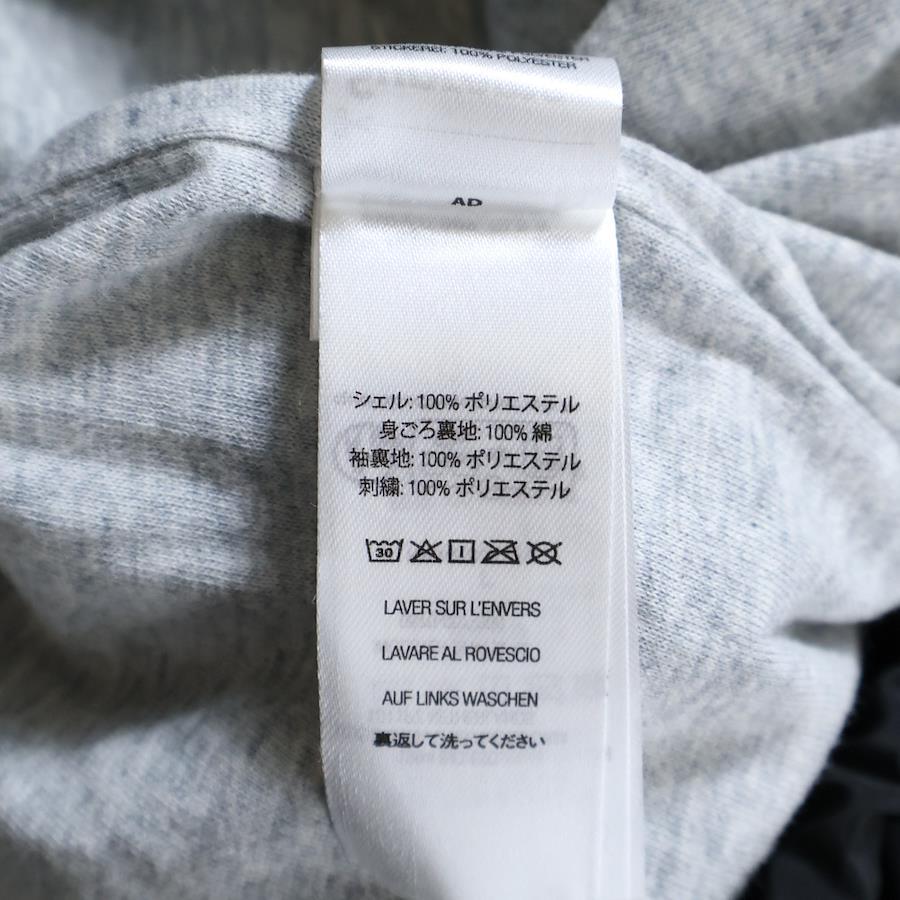 STICKEREI: 100% POLYESTER
AD
シェル: 100% ポリエステル
身ごろ裏地: 100% 綿
袖裏地: 100% ポリエステル
刺繍: 100% ポリエステル
30
LAVER SUR L'ENVERS
LAVARE AL ROVESCIO
AUF LINKS WASCHEN
裏返して洗ってください